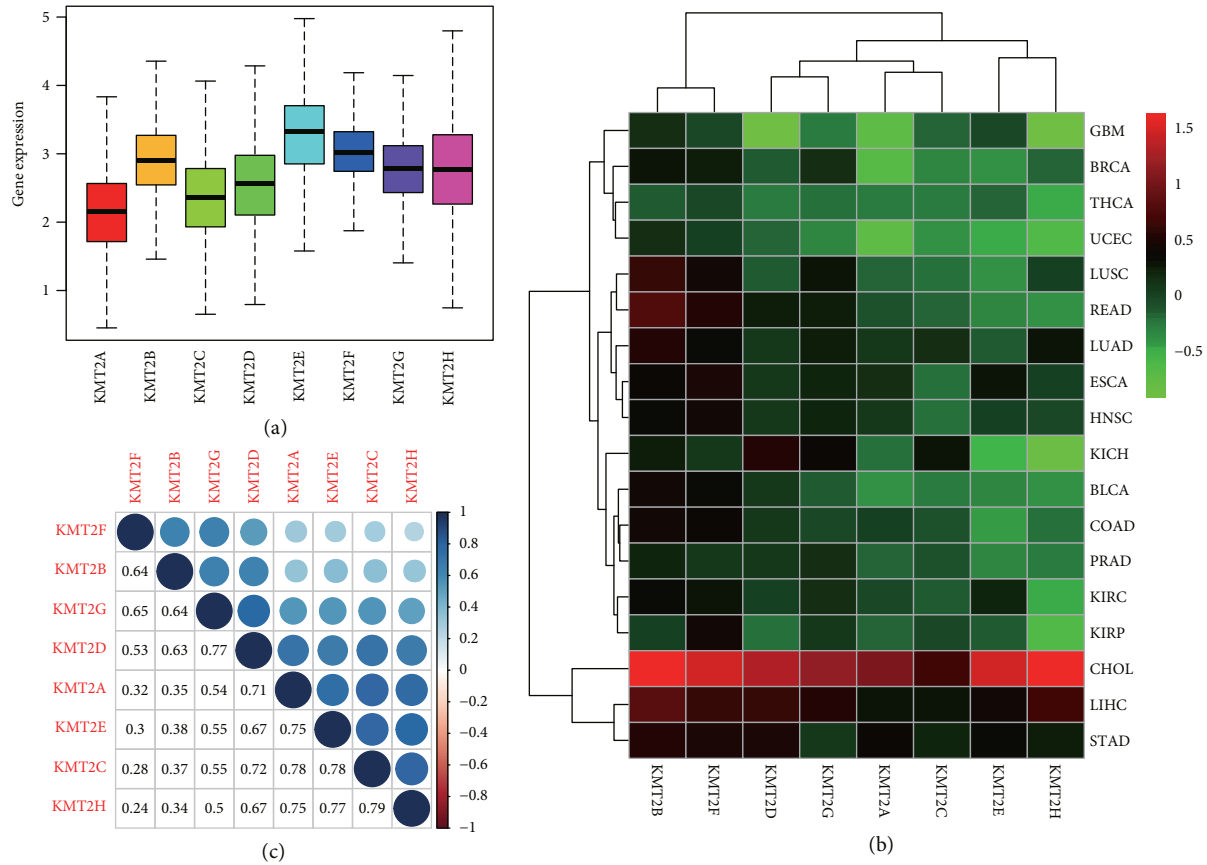 5
4
3
2
1
Gene expression
KMT2A
KMT2B
KMT2C
KMT2D
KMT2E
KMT2F
KMT2G
KMT2H
(a)
GBM
BRCA
THCA
UCEC
LUSC
READ
LUAD
ESCA
HNSC
KICH
BLCA
COAD
PRAD
KIRC
KIRP
CHOL
LIHC
STAD
KMT2B
KMT2F
KMT2D
KMT2G
KMT2A
KMT2C
KMT2E
KMT2H
1.5
1
0.5
0
−0.5
(b)
KMT2F
KMT2B
KMT2G
KMT2D
KMT2A
KMT2E
KMT2C
KMT2H
KMT2F
KMT2B 0.64
KMT2G 0.65 0.64
KMT2D 0.53 0.63 0.77
KMT2A 0.32 0.35 0.54 0.71
KMT2E 0.3 0.38 0.55 0.67 0.75
KMT2C 0.28 0.37 0.55 0.72 0.78 0.78
KMT2H 0.24 0.34 0.5 0.67 0.75 0.77 0.79
1
0.8
0.6
0.4
0.2
0
−0.2
−0.4
−0.6
−0.8
−1
(c)